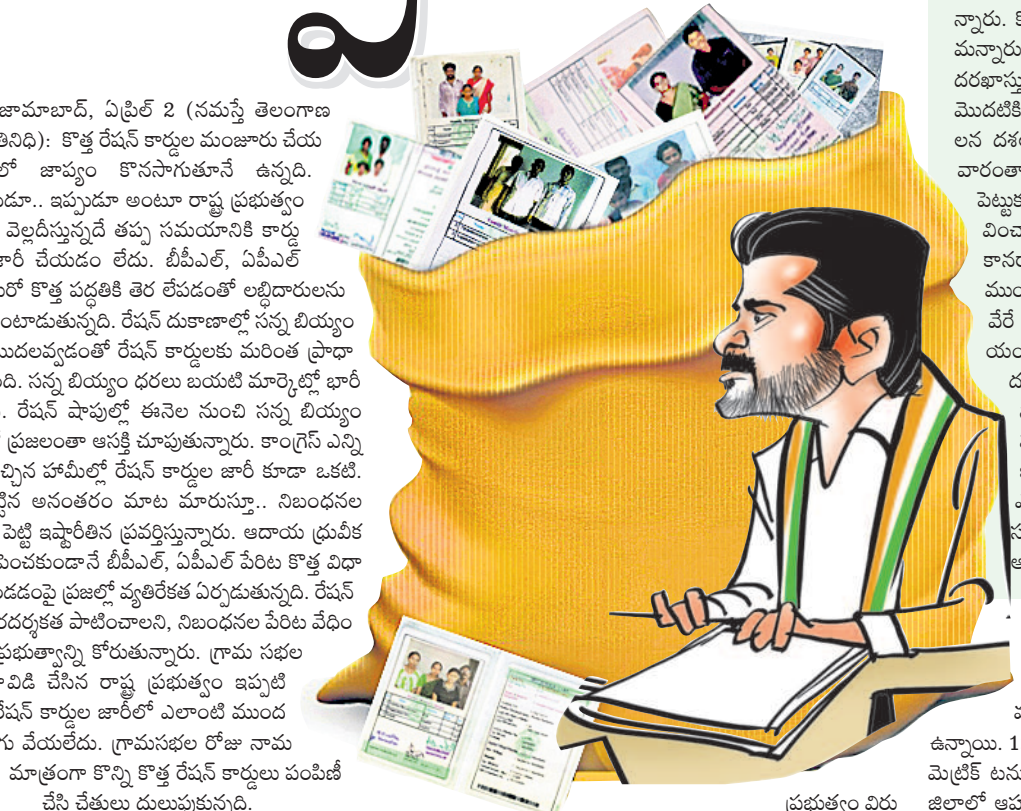 వ
జామాబాద్, ఏప్రిల్ 2 (నమస్తే తెలంగాణ
తినిధి): కొత్త రేషన్ కార్డుల మంజూరు చేయ
లో జాప్యం కొనసాగుతూనే ఉన్నది.
డూ.. ఇప్పుడూ అంటూ రాష్ట్ర ప్రభుత్వం
వెల్లదీస్తున్నదే తప్ప సమయానికి కార్డు
జారీ చేయడం లేదు. బీపీఎల్, ఏపీఎల్
రో కొత్త పద్ధతికి తెర లేపడంతో లబ్ధిదారులను
ంటాడుతున్నది. రేషన్ దుకాణాల్లో సన్న బియ్యం
ముదలవ్వడంతో రేషన్ కార్డులకు మరింత ప్రాధా
ంది. సన్న బియ్యం ధరలు బయటి మార్కెట్లో భారీ
రేషన్ షాపుల్లో ఈనెల నుంచి సన్న బియ్యం
ప్రజలంతా ఆసక్తి చూపుతున్నారు. కాంగ్రెస్ ఎన్ని
చ్చిన హామీల్లో రేషన్ కార్డుల జారీ కూడా ఒకటి.
ట్టిన అనంతరం మాట మారుస్తూ.. నిబంధనల
పెట్టి ఇష్టారీతిన ప్రవర్తిస్తున్నారు. ఆదాయ ధ్రువీక
పించకుండానే బీపీఎల్, ఏపీఎల్ పేరిట కొత్త విధా
ండడంపై ప్రజల్లో వ్యతిరేకత ఏర్పడుతున్నది. రేషన్
రదర్శకత పాటించాలని, నిబంధనల పేరిట వేధిం
ప్రభుత్వాన్ని కోరుతున్నారు. గ్రామ సభల
ావిడి చేసిన రాష్ట్ర ప్రభుత్వం ఇప్పటి
రేషన్ కార్డుల జారీలో ఎలాంటి ముంద
గు వేయలేదు. గ్రామసభల రోజు నామ
మాత్రంగా కొన్ని కొత్త రేషన్ కార్డులు పంపిణీ
చేసి చేతులు దులుపుకున్నది.
ప్రభుత్వం విరు
న్నారు.
మన్నారు
దరఖాస్తు
మొదటికి
లన దశ
వారంతా
పెట్టుకు
వించా
కానర
ముం
వేరే
యం
ద
ఉన్నాయి. 1
మెట్రిక్ టను
జిల్లాలో ఆహ